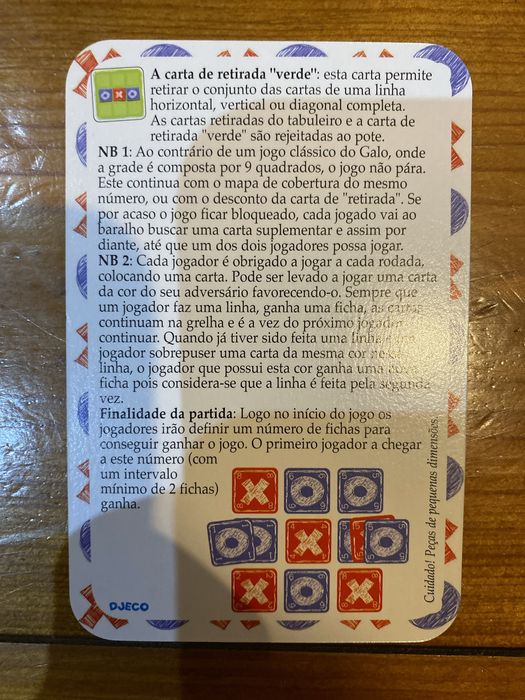 A carta de retirada "verde": esta carta permite
retirar o conjunto das cartas de uma linha
horizontal, vertical ou diagonal completa.
As cartas retiradas do tabuleiro e a carta de
retirada "verde" são rejeitadas ao pote.
NB 1: Ao contrário de um jogo clássico do Galo, onde
a grade é composta por 9 quadrados, o jogo não pára.
Este continua com o mapa de cobertura do mesmo
número, ou com o desconto da carta de "retirada". Se
por acaso o jogo ficar bloqueado, cada jogado vai ao
baralho buscar uma carta suplementar e assim por
diante, até que um dos dois jogadores possa jogar.
NB 2: Cada jogador é obrigado a jogar a cada rodada,
colocando uma carta. Pode ser levado a jogar uma carta
da cor do seu adversário favorecendo-o. Sempre que
um jogador faz uma linha, ganha uma ficha, as cartas
continuam na grelha e é a vez do próximo jogador
continuar. Quando já tiver sido feita uma linha e
jogador sobrepuser uma carta da mesma cor
linha, o jogador que possui esta cor ganha uma nova
ficha pois considera-se que a linha é feita pela segunda
vez.
Finalidade da partida: Logo no início do jogo os
jogadores irão definir um número de fichas para
conseguir ganhar o jogo. O primeiro jogador a chegar
a este número (com
um intervalo
mínimo de 2 fichas)
ganha.
Cuidado! Peças de pequenas dimensões.
DJECO